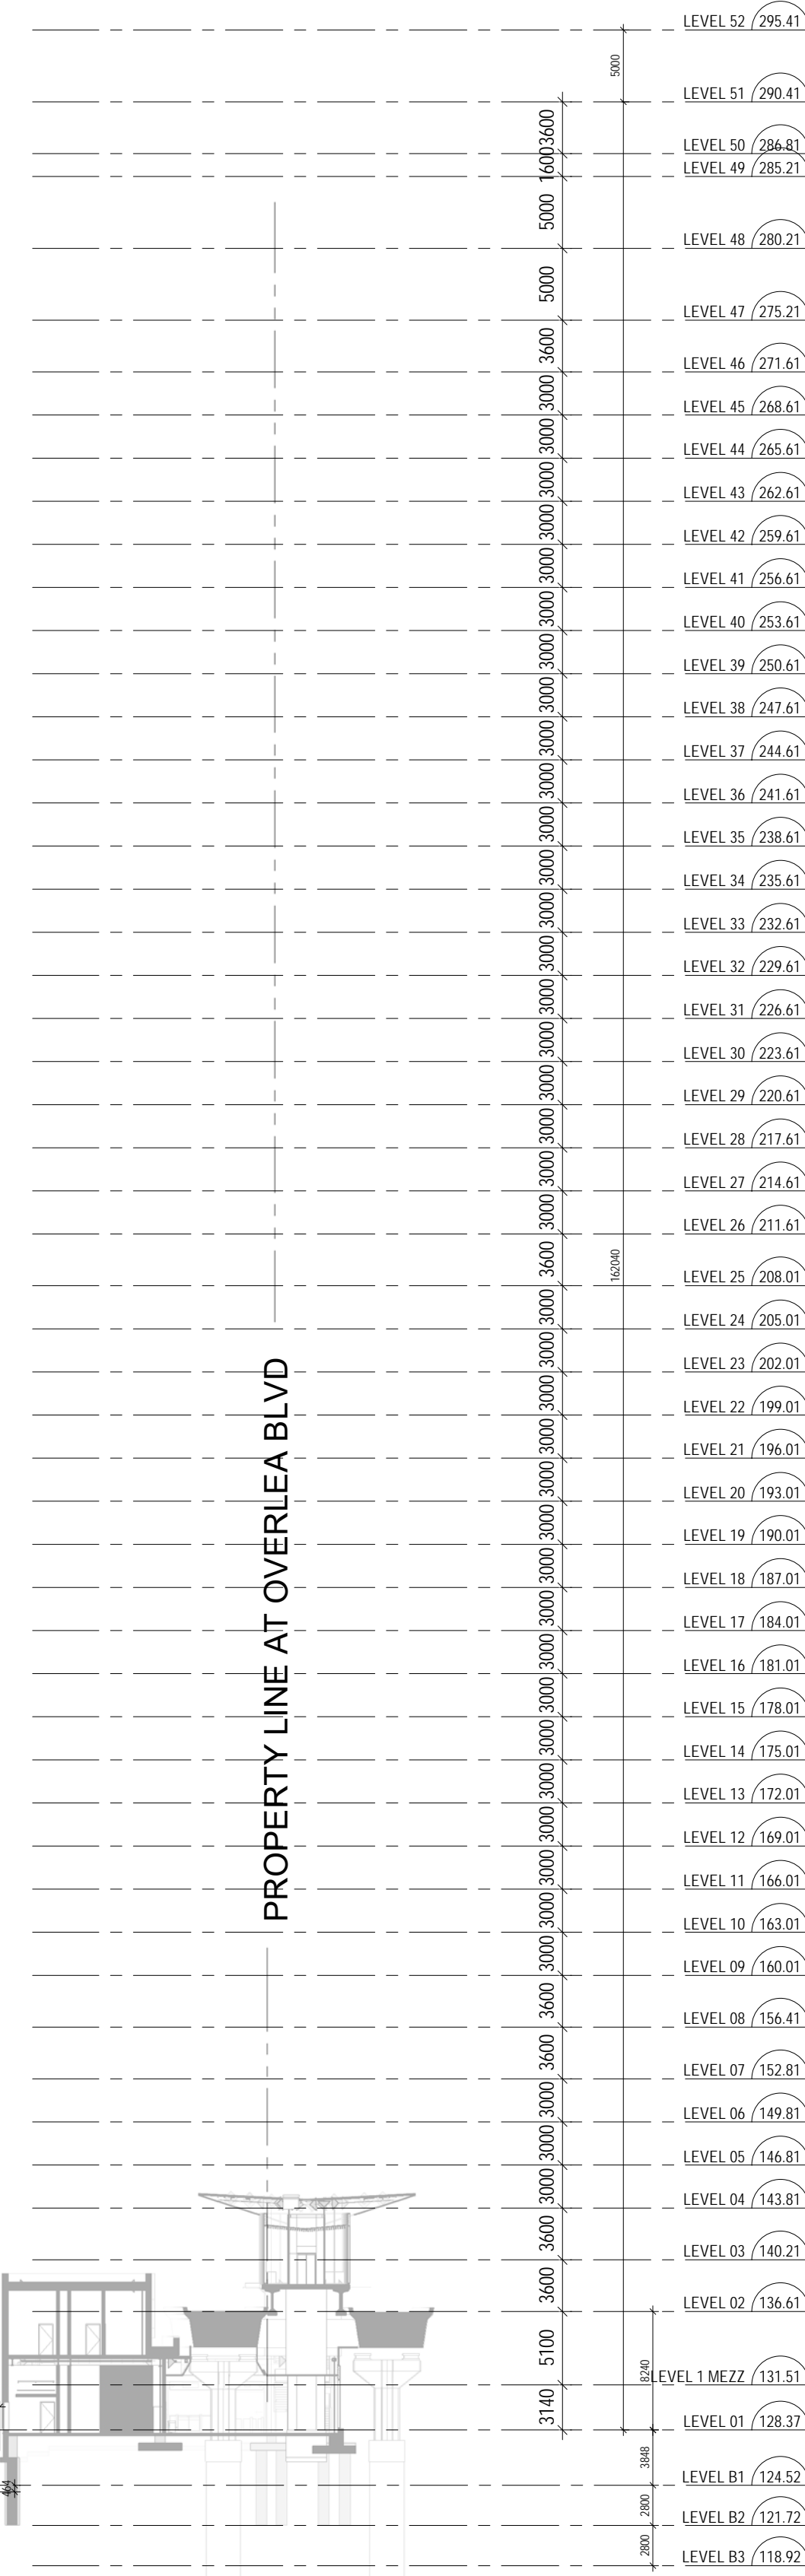 LEVEL 52 295.41
5000
LEVEL 51 290.41
3600
LEVEL 50 286.81
1600
LEVEL 49 285.21
5000
LEVEL 48 280.21
5000
LEVEL 47 275.21
3600
LEVEL 46 271.61
3000
LEVEL 45 268.61
3000
LEVEL 44 265.61
3000
LEVEL 43 262.61
3000
LEVEL 42 259.61
3000
LEVEL 41 256.61
3000
LEVEL 40 253.61
3000
LEVEL 39 250.61
3000
LEVEL 38 247.61
3000
LEVEL 37 244.61
3000
LEVEL 36 241.61
3000
LEVEL 35 238.61
3000
LEVEL 34 235.61
3000
LEVEL 33 232.61
3000
LEVEL 32 229.61
3000
LEVEL 31 226.61
3000
LEVEL 30 223.61
3000
LEVEL 29 220.61
3000
LEVEL 28 217.61
3000
LEVEL 27 214.61
3000
LEVEL 26 211.61
3600
162040
LEVEL 25 208.01
3000
LEVEL 24 205.01
3000
LEVEL 23 202.01
3000
LEVEL 22 199.01
3000
LEVEL 21 196.01
3000
LEVEL 20 193.01
3000
LEVEL 19 190.01
3000
LEVEL 18 187.01
3000
LEVEL 17 184.01
3000
LEVEL 16 181.01
3000
LEVEL 15 178.01
3000
LEVEL 14 175.01
3000
LEVEL 13 172.01
3000
LEVEL 12 169.01
3000
LEVEL 11 166.01
3000
LEVEL 10 163.01
3000
LEVEL 09 160.01
PROPERTY LINE AT OVERLEA BLVD
3600
LEVEL 08 156.41
3600
LEVEL 07 152.81
3000
LEVEL 06 149.81
3000
LEVEL 05 146.81
3000
LEVEL 04 143.81
3600
LEVEL 03 140.21
3600
LEVEL 02 136.61
5100
8240
LEVEL 1 MEZZ 131.51
3140
LEVEL 01 128.37
3848
LEVEL B1 124.52
464
2800
LEVEL B2 121.72
2800
LEVEL B3 118.92